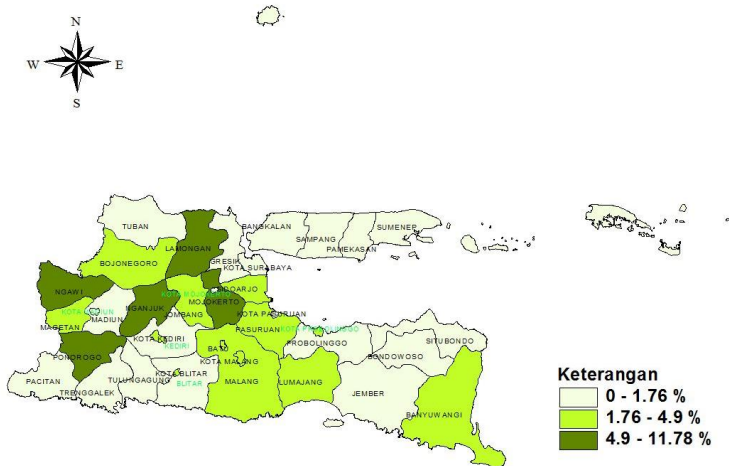 N
W E
S
TUBAN
BANGKALAN
SUMENEP
SAMPANG
PAMEKASAN
LAMONGAN
BOJONEGORO
GRESIK
KOTA SURABAYA
NGAWI
KOTA MOJOKERTO
SIDOARJO
MOJOKERTO
NGANJUK
KOTA MADIUN
JOMBANG
MADIUN
MAGETAN
KOTA PASURUAN
PASURUAN
KOTA PROBOLINGGO
KOTA KEDIRI
KEDIRI
PROBOLINGGO
SITUBONDO
BATU
BONDOWOSO
PONOROGO
KOTA MALANG
KOTA BLITAR
PACITAN
TULUNGAGUNG
BLITAR
MALANG
LUMAJANG
TRENGGALEK
JEMBER
BANYUWANGI
Keterangan
0 - 1.76 %
1.76 - 4.9 %
4.9 - 11.78 %